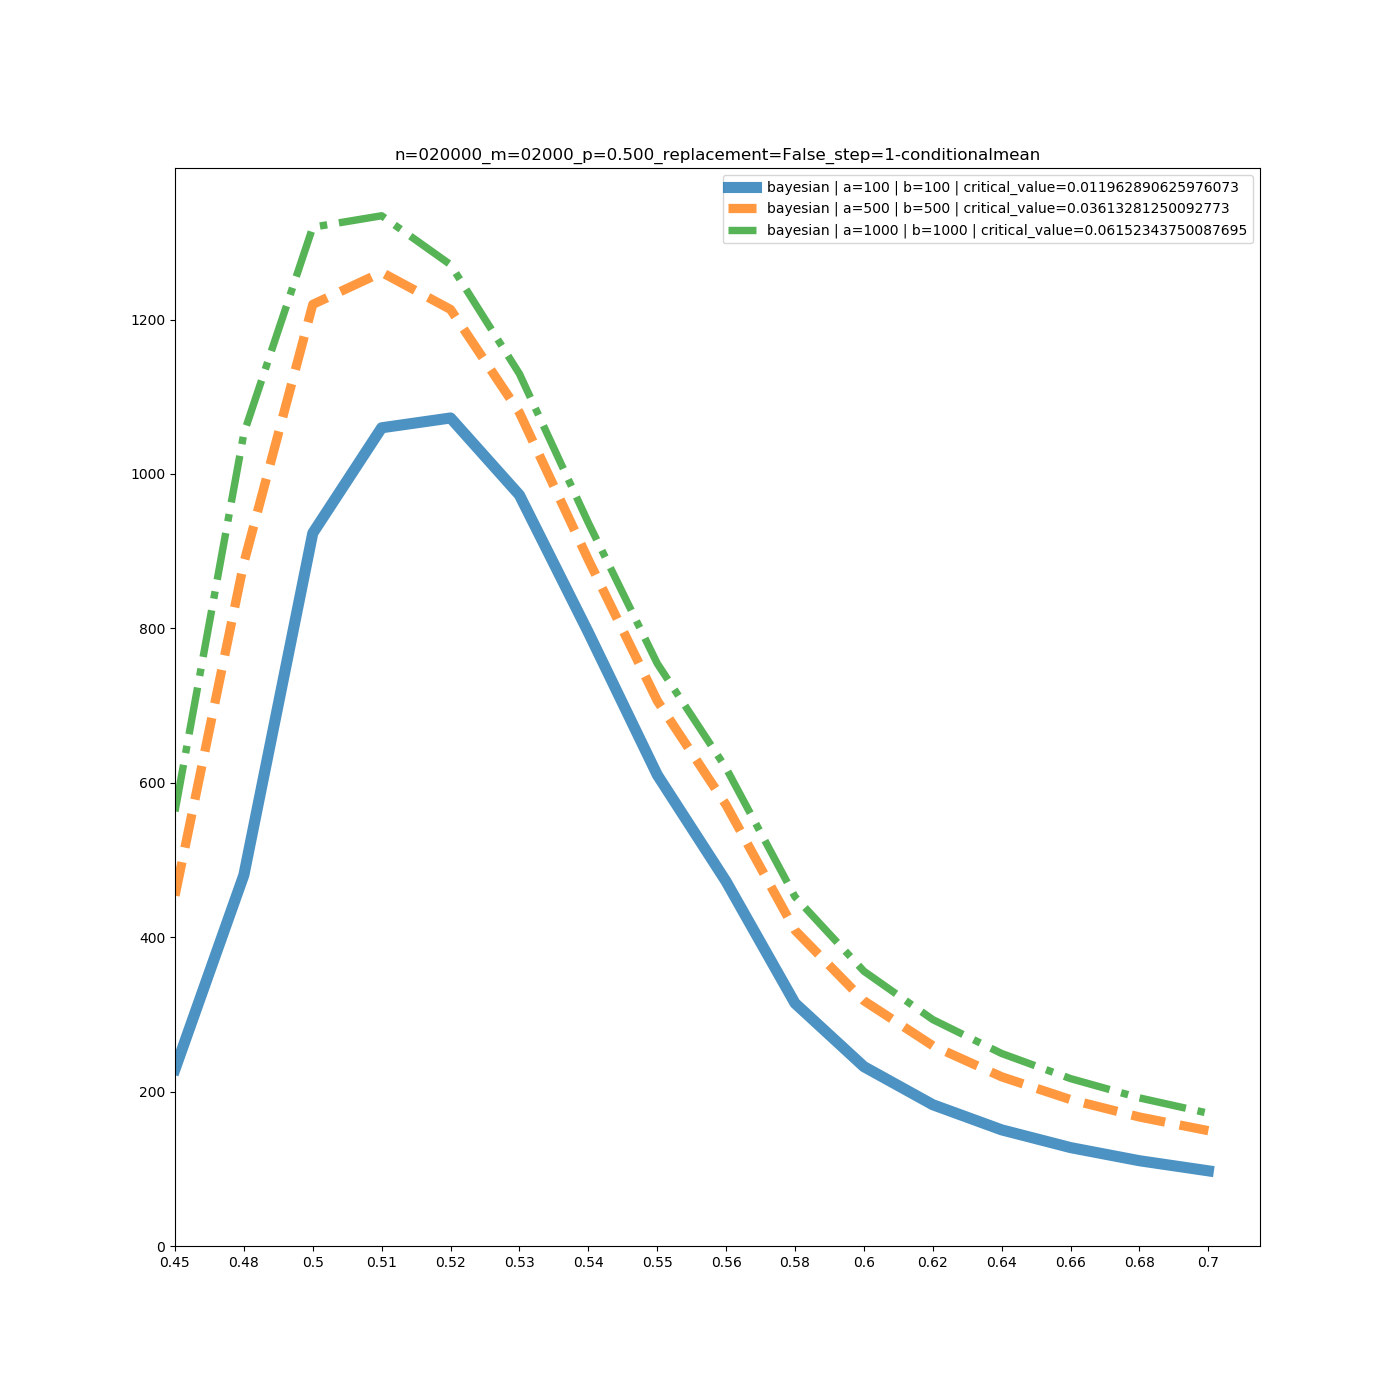 n=020000_m=02000_p=0.500_replacement=False_step=1-conditionalmean
bayesian | a=100 | b=100 | critical_value=0.011962890625976073
bayesian | a=500 | b=500 | critical_value=0.03613281250092773
bayesian | a=1000 | b=1000 | critical_value=0.06152343750087695
1200
1000
800
600
400
200
0
0.45 0.48 0.5 0.51 0.52 0.53 0.54 0.55 0.56 0.58 0.6 0.62 0.64 0.66 0.68 0.7